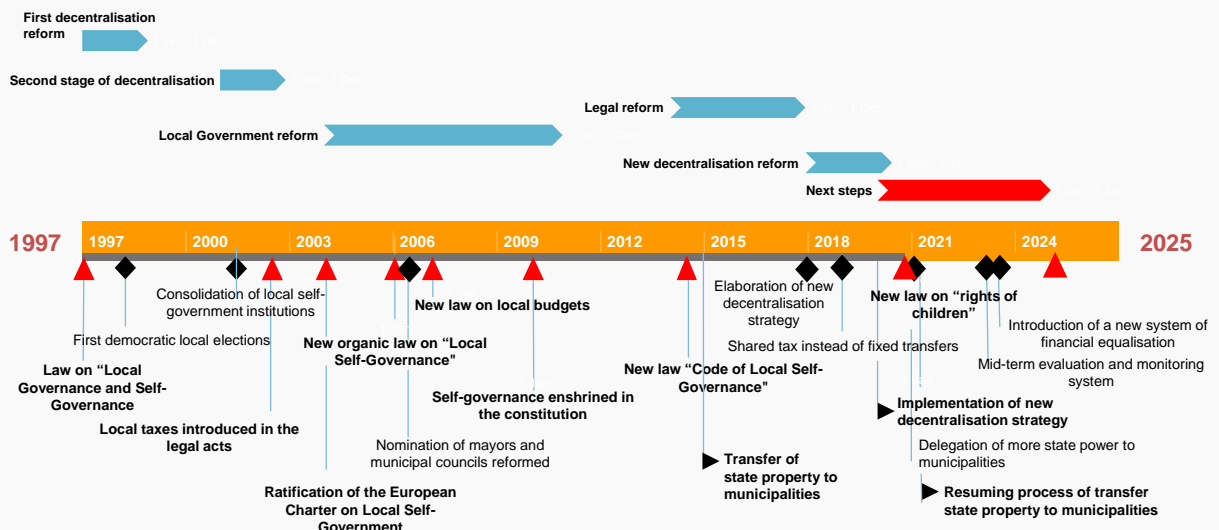 First decentralisation
reform
Second stage of decentralisation
Legal reform
Local Government reform
New decentralisation reform
Next steps
1997
1997
2000
2003
2006
2009
2012
2015
2018
2021
2024
2025
Consolidation of local self-
government institutions
First democratic local elections
Law on “Local
Governance and Self-
Governance
Local taxes introduced in the
legal acts
New organic law on “Local
Self-Governance"
New law on local budgets
Self-governance enshrined in
the constitution
Nomination of mayors and
municipal councils reformed
Ratification of the European
Charter on Local Self-
Government
Elaboration of new
decentralisation
strategy
Shared tax instead of fixed transfers
New law “Code of Local Self-
Governance"
Transfer of
state property to
municipalities
New law on “rights of
children”
Introduction of a new system of
financial equalisation
Mid-term evaluation and monitoring
system
Implementation of new
decentralisation strategy
Delegation of more state power to
municipalities
Resuming process of transfer
state property to municipalities